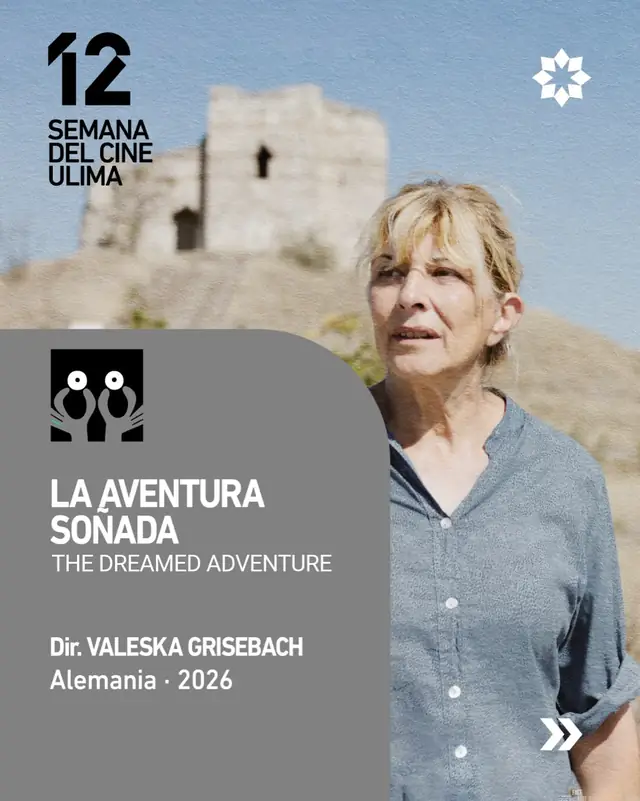 12
SEMANA
DEL CINE
ULIMA
LA AVENTURA
SOÑADA
THE DREAMED ADVENTURE
Dir. VALESKA GRISEBACH
Alemania · 2026